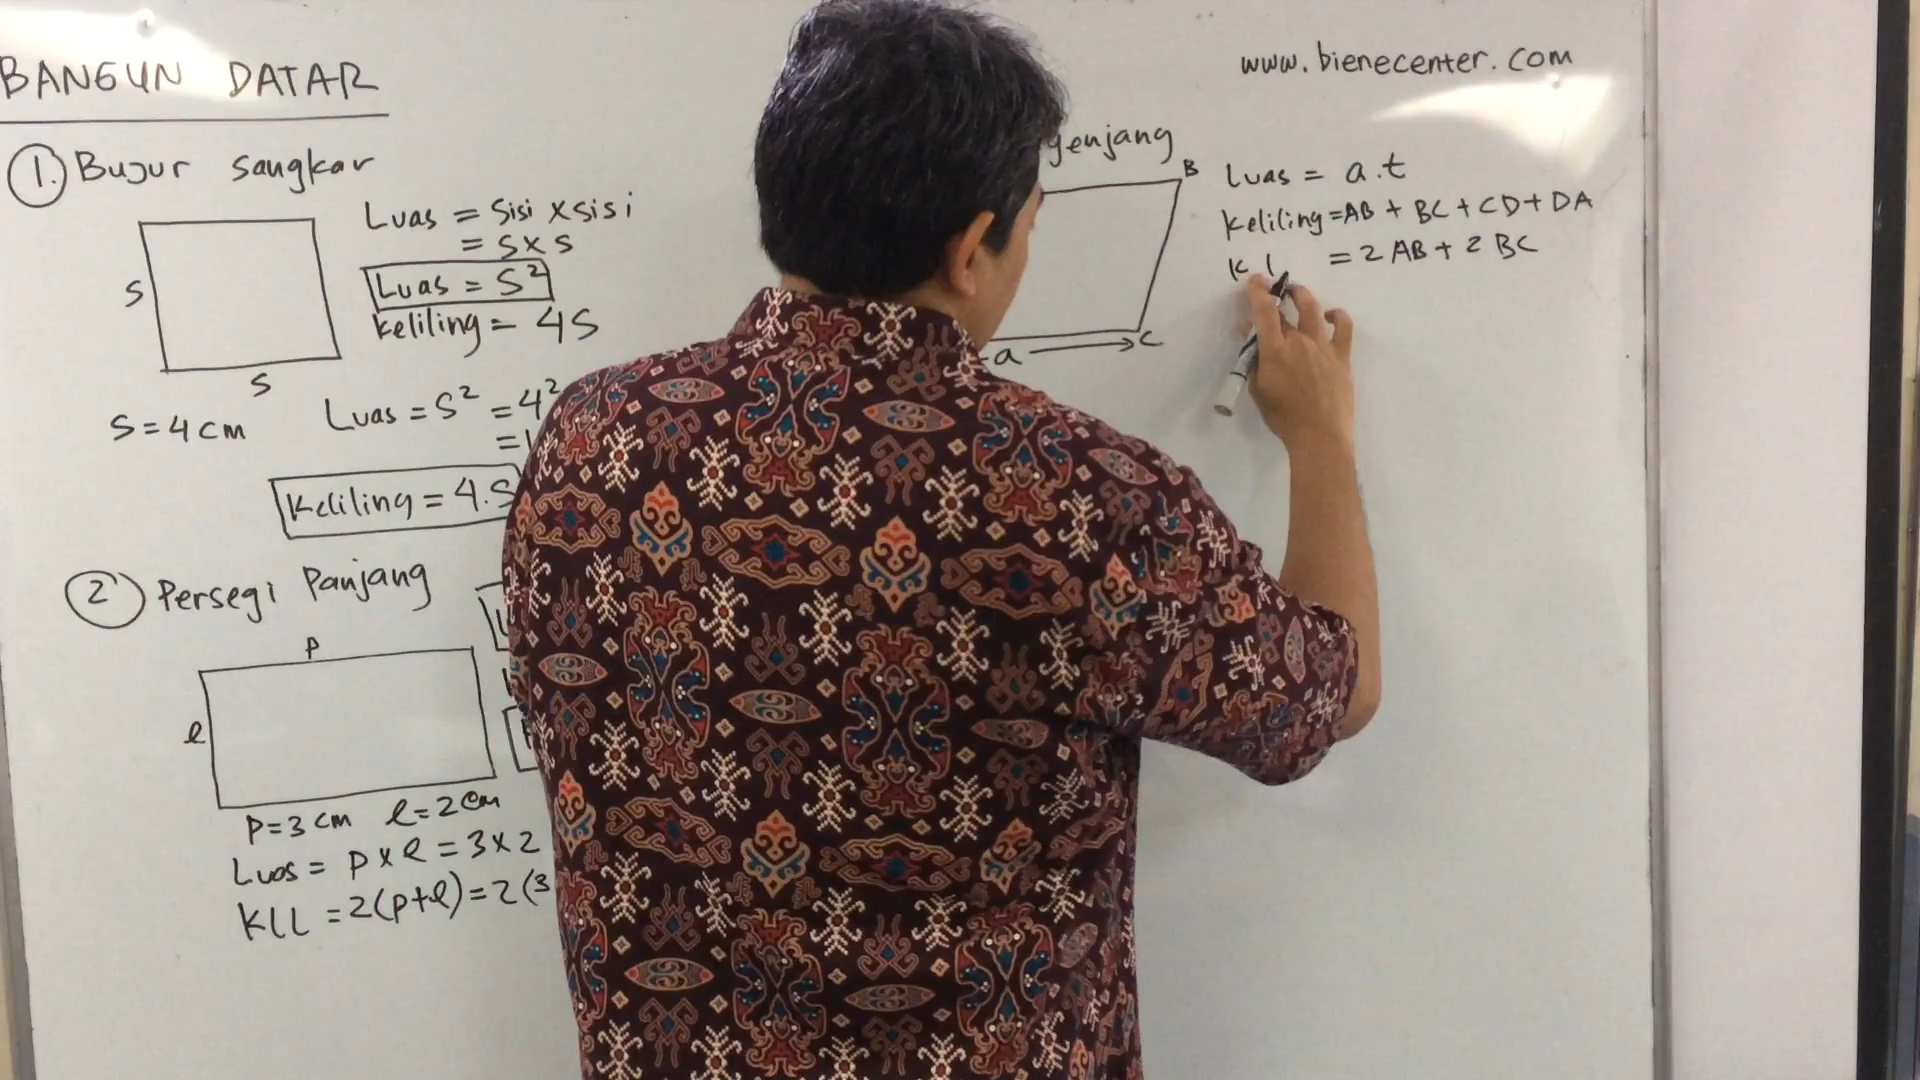 BANGUN DATAR
1. Bujur sangkar
Luas = sisi x sisi
= s x s
Luas = s²
keliling = 4s
s
s
s = 4 cm
Luas = s² = 4²
=
Keliling = 4.s
2 Persegi Panjang
p
l
p = 3 cm l = 2 cm
Luas = p x l = 3 x 2
kll = 2(p+l) = 2(3
www.bienecenter.com
B
C
a
Luas = a.t
keliling = AB + BC + CD + DA
kl = 2 AB + 2 BC